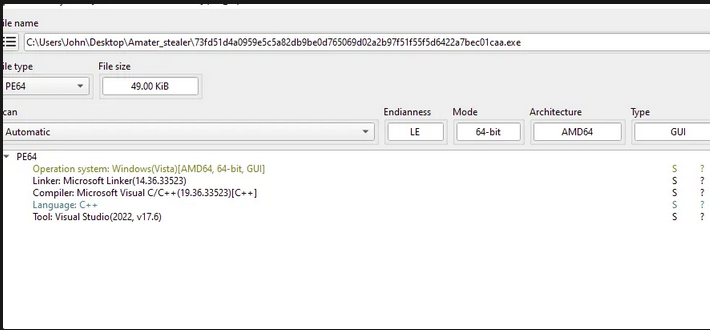 ile name
C:\Users\John\Desktop\Amater_stealer\73fd51d4a0959e5c5a82db9be0d765069d02a2b97f51f55f5d6422a7bec01caa.exe
ile type File size
PE64 49.00 KiB
can Endianness Mode Architecture Type
Automatic LE 64-bit AMD64 GUI
PE64
Operation system: Windows(Vista)[AMD64, 64-bit, GUI] S ?
Linker: Microsoft Linker(14.36.33523) S ?
Compiler: Microsoft Visual C/C++(19.36.33523)[C++] S ?
Language: C++ S ?
Tool: Visual Studio(2022, v17.6) S ?